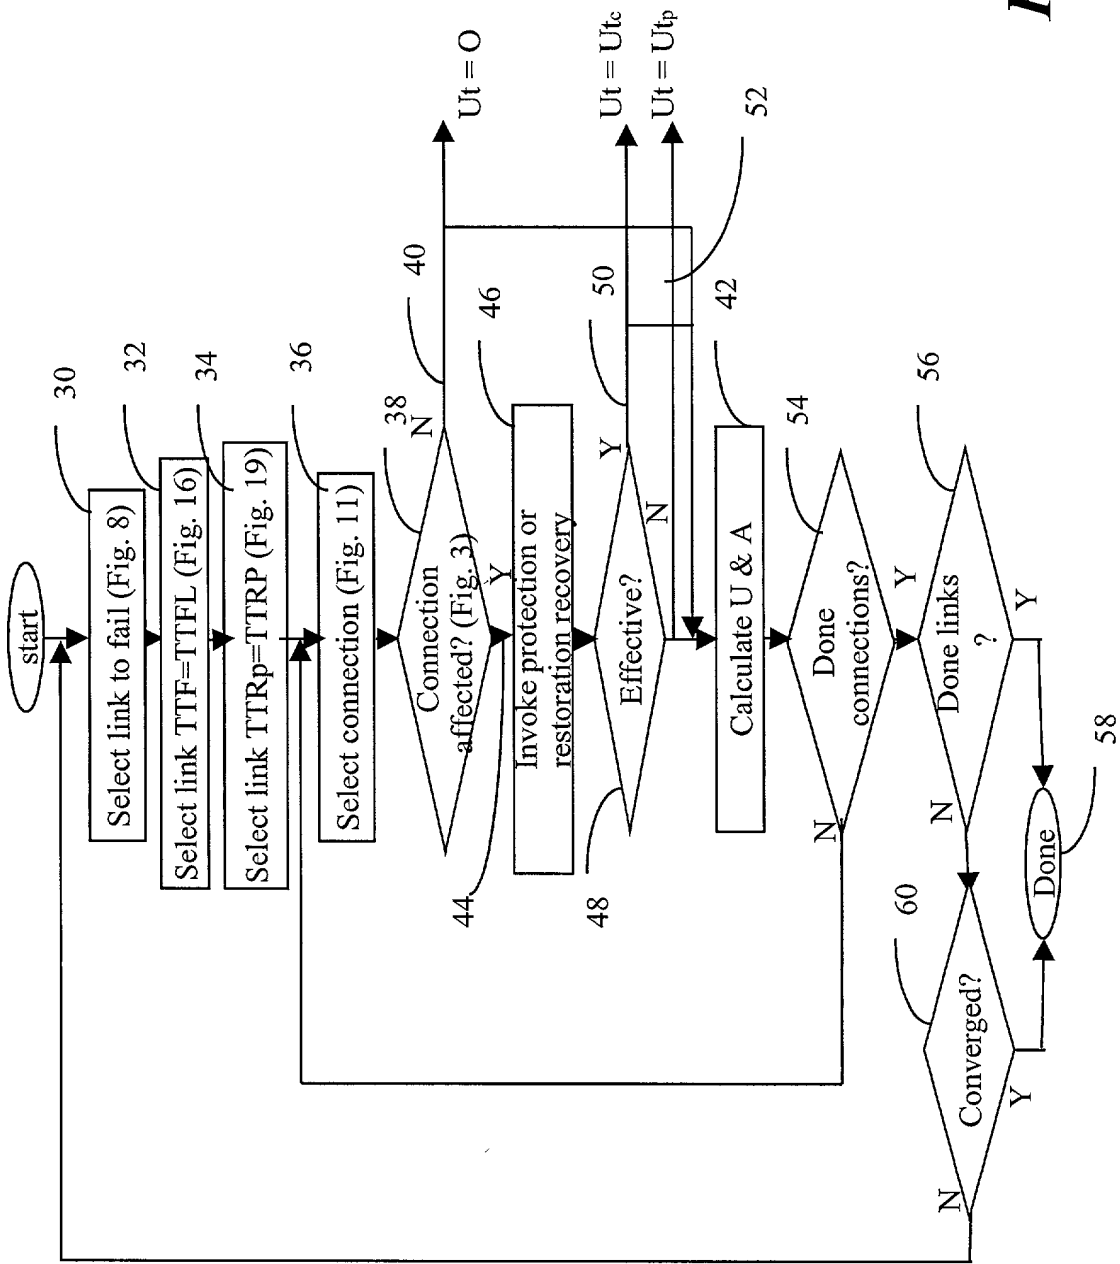 start
30
Select link to fail (Fig. 8)
32
Select link TTF=TTFL (Fig. 16)
34
Select link TTRp=TTRP (Fig. 19)
36
Select connection (Fig. 11)
38
Connection
affected? (Fig. 3)
N
40
Ut = O
Y
44
46
Invoke protection or
restoration recovery
48
Effective?
Y
50
Ut = Utc
N
Ut = Utp
52
42
Calculate U & A
54
Done
connections?
N
Y
56
Done links
?
N
Y
60
Converged?
N
Y
Done
58